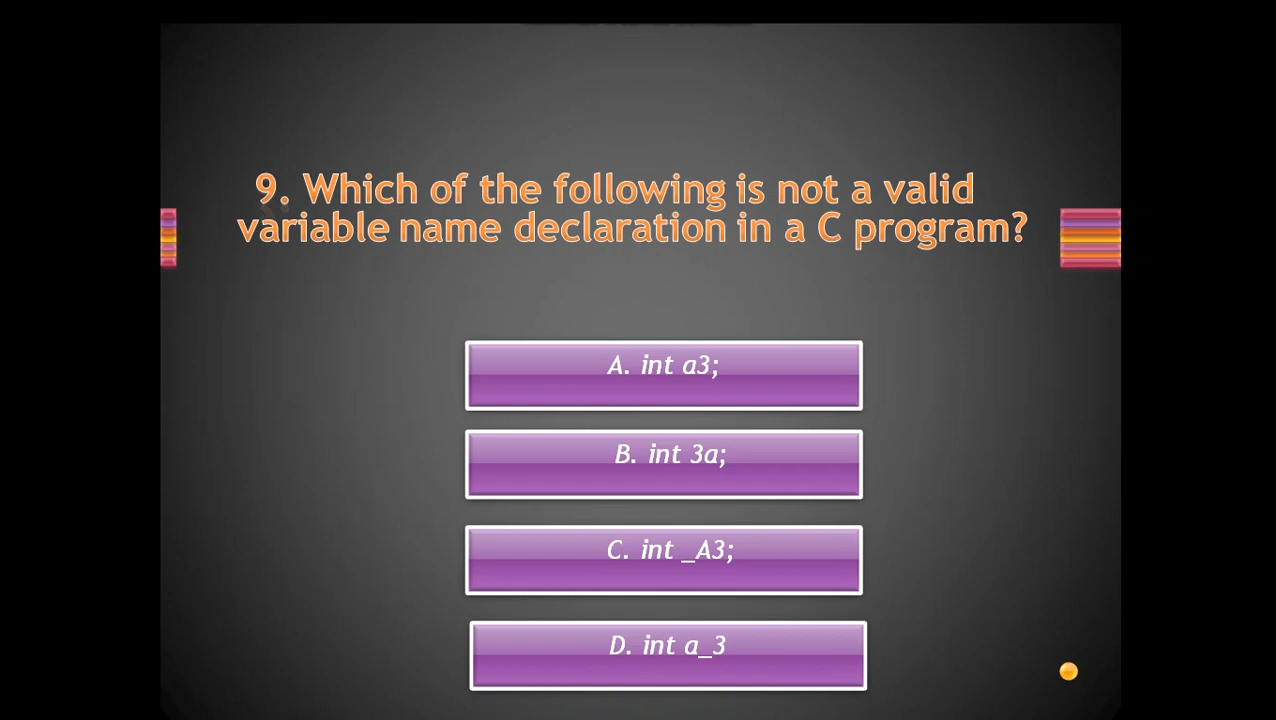 9. Which of the following is not a valid
variable name declaration in a C program?
A. int a3;
B. int 3a;
C. int _A3;
D. int a_3